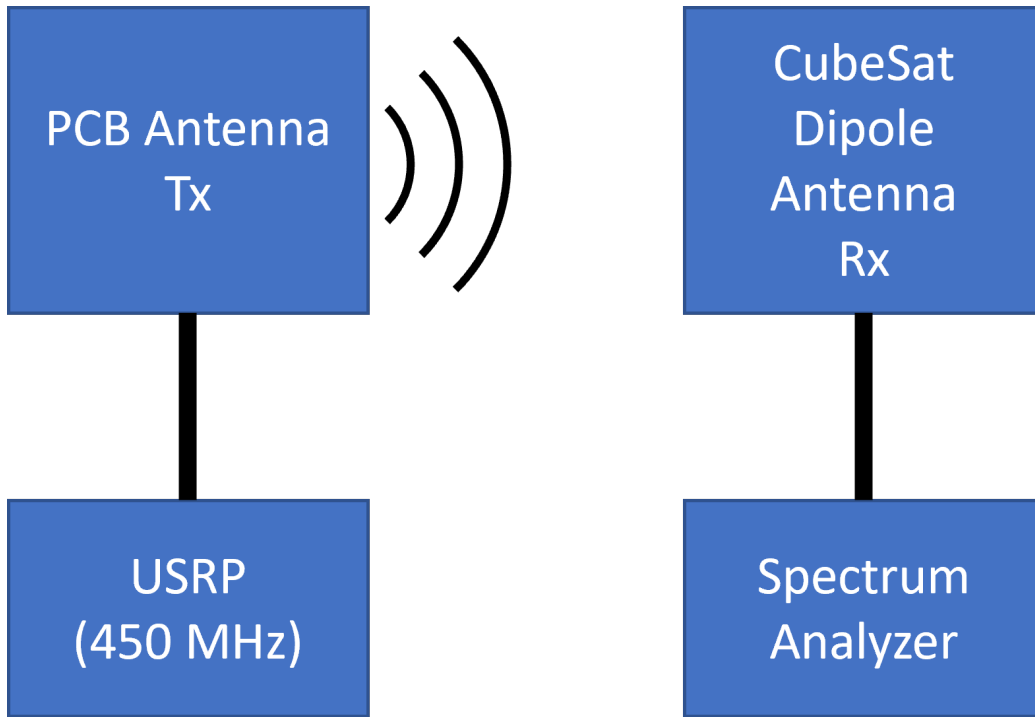 PCB Antenna
Tx
CubeSat
Dipole
Antenna
Rx
USRP
(450 MHz)
Spectrum
Analyzer